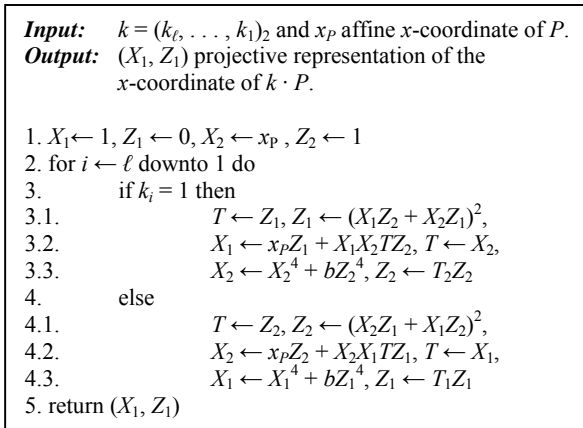 Input: k = (kℓ, . . . , k₁)₂ and xP affine x-coordinate of P.
Output: (X₁, Z₁) projective representation of the
x-coordinate of k · P.
1. X₁← 1, Z₁ ← 0, X₂ ← xP , Z₂ ← 1
2. for i ← ℓ downto 1 do
3. if kᵢ = 1 then
3.1. T ← Z₁, Z₁ ← (X₁Z₂ + X₂Z₁)²,
3.2. X₁ ← xPZ₁ + X₁X₂TZ₂, T ← X₂,
3.3. X₂ ← X₂⁴ + bZ₂⁴, Z₂ ← T₂Z₂
4. else
4.1. T ← Z₂, Z₂ ← (X₂Z₁ + X₁Z₂)²,
4.2. X₂ ← xPZ₂ + X₂X₁TZ₁, T ← X₁,
4.3. X₁ ← X₁⁴ + bZ₁⁴, Z₁ ← T₁Z₁
5. return (X₁, Z₁)